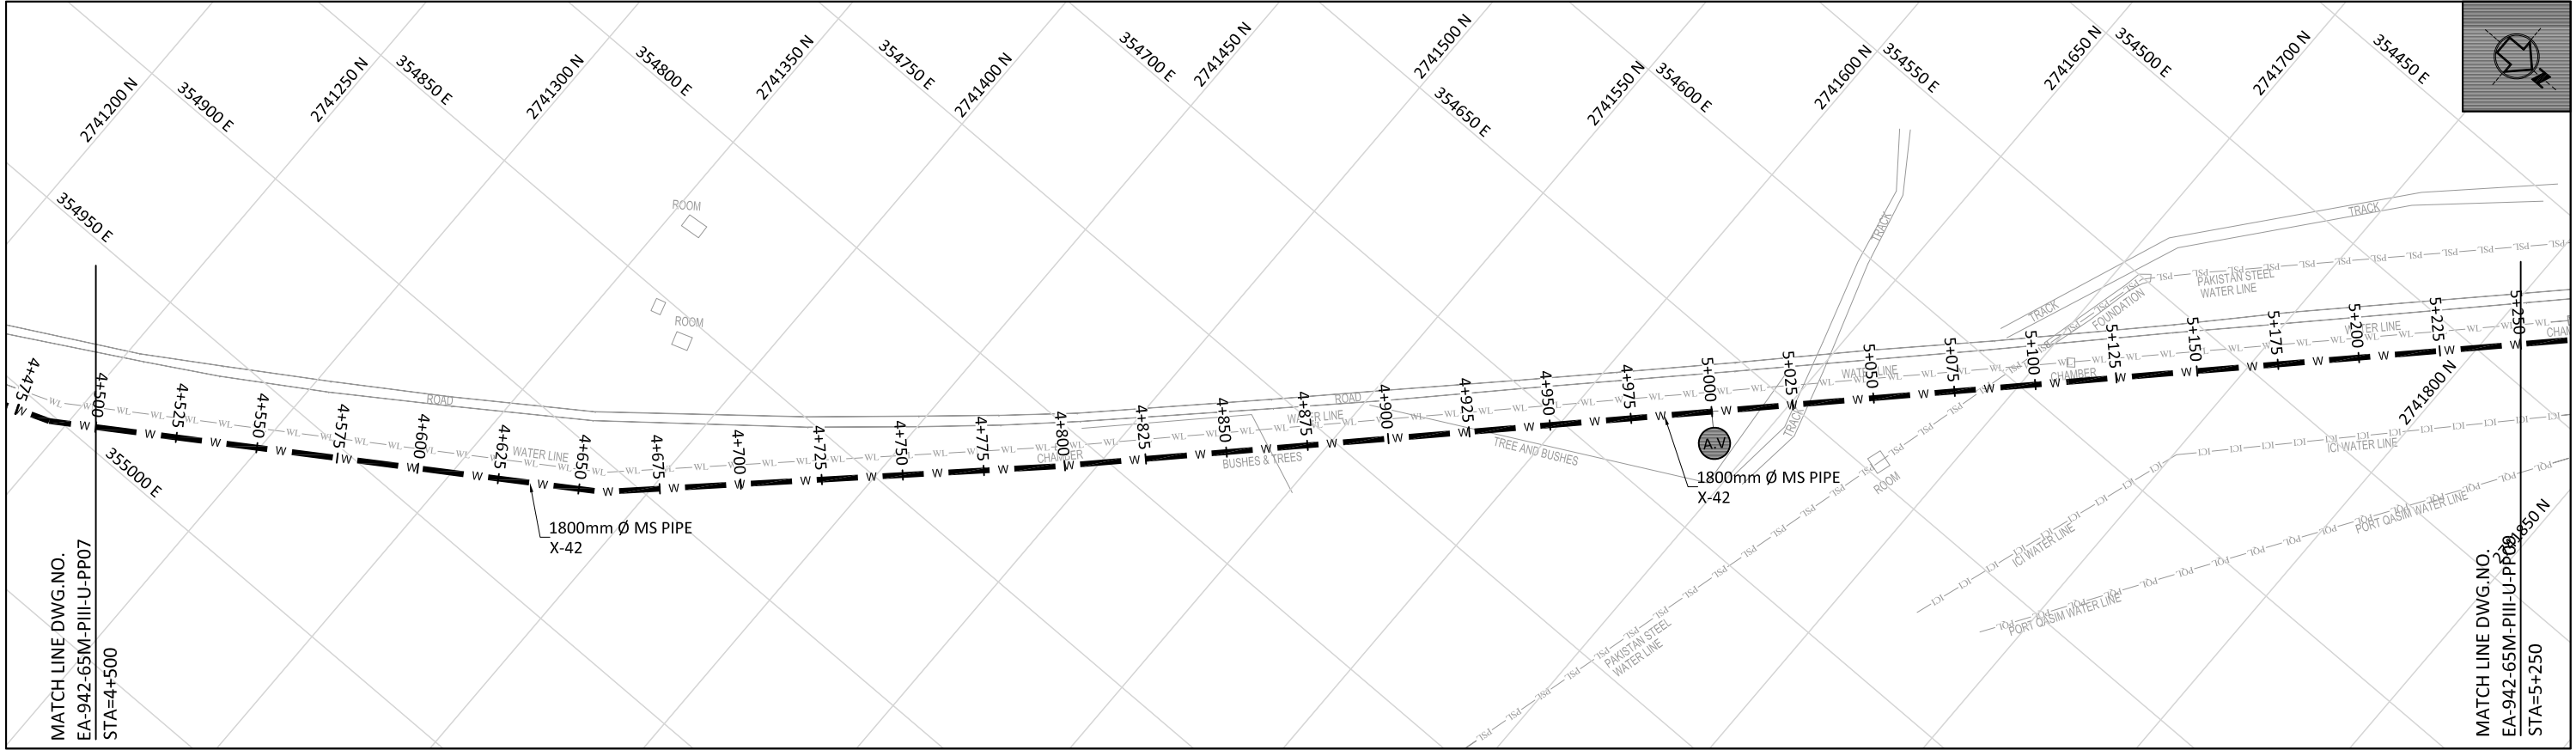 2741200 N
354900 E
2741250 N
354850 E
2741300 N
354800 E
2741350 N
354750 E
2741400 N
354700 E
2741450 N
2741500 N
354650 E
2741550 N
354600 E
2741600 N
354550 E
2741650 N
354500 E
2741700 N
354450 E
N
354950 E
355000 E
2741800 N
ROOM
ROOM
ROAD
ROAD
TRACK
TRACK
TRACK
TRACK
PAKISTAN STEEL
WATER LINE
FOUNDATION
WATER LINE
CHAMBER
WATER LINE
WATER LINE
BUSHES & TREES
CHAMBER
WATER LINE
TREE AND BUSHES
ROOM
4+475
4+500
4+525
4+550
4+575
4+600
4+625
4+650
4+675
4+700
4+725
4+750
4+775
4+800
4+825
4+850
4+875
4+900
4+925
4+950
4+975
5+000
5+025
5+050
5+075
5+100
5+125
5+150
5+175
5+200
5+225
5+250
A.V
1800mm Ø MS PIPE
X-42
1800mm Ø MS PIPE
X-42
PAKISTAN STEEL
WATER LINE
ICI WATER LINE
ICI WATER LINE
PORT QASIM WATER LINE
PORT QASIM WATER LINE
MATCH LINE DWG.NO.
EA-942-65M-PIII-U-PP07
STA=4+500
MATCH LINE DWG.NO.
STA=5+250